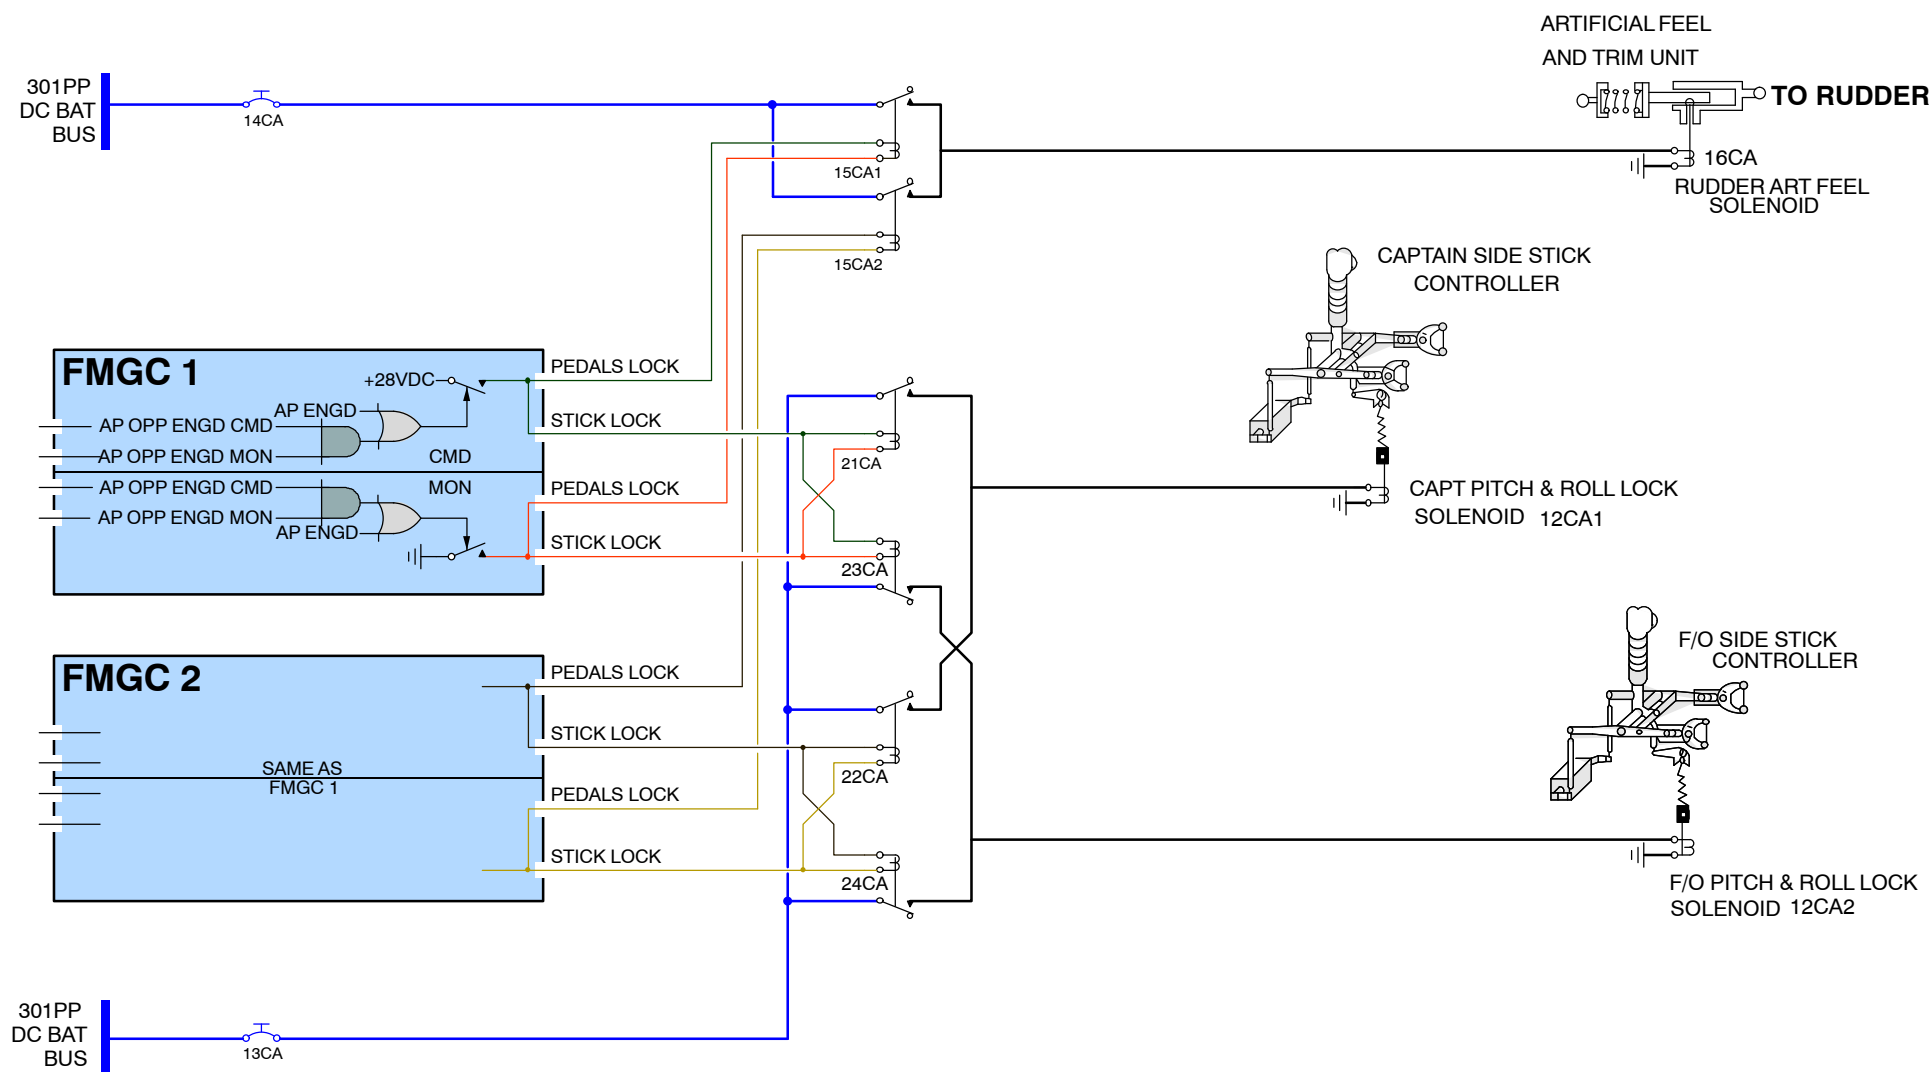 ARTIFICIAL FEEL
AND TRIM UNIT
TO RUDDER
301PP
DC BAT
BUS
14CA
15CA1
16CA
RUDDER ART FEEL
SOLENOID
15CA2
CAPTAIN SIDE STICK
CONTROLLER
FMGC 1
+28VDC
AP ENGD
AP OPP ENGD CMD
AP OPP ENGD MON
CMD
AP OPP ENGD CMD
MON
AP OPP ENGD MON
AP ENGD
PEDALS LOCK
STICK LOCK
PEDALS LOCK
STICK LOCK
21CA
23CA
CAPT PITCH & ROLL LOCK
SOLENOID 12CA1
FMGC 2
SAME AS
FMGC 1
PEDALS LOCK
STICK LOCK
PEDALS LOCK
STICK LOCK
22CA
24CA
F/O SIDE STICK
CONTROLLER
F/O PITCH & ROLL LOCK
SOLENOID 12CA2
301PP
DC BAT
BUS
13CA